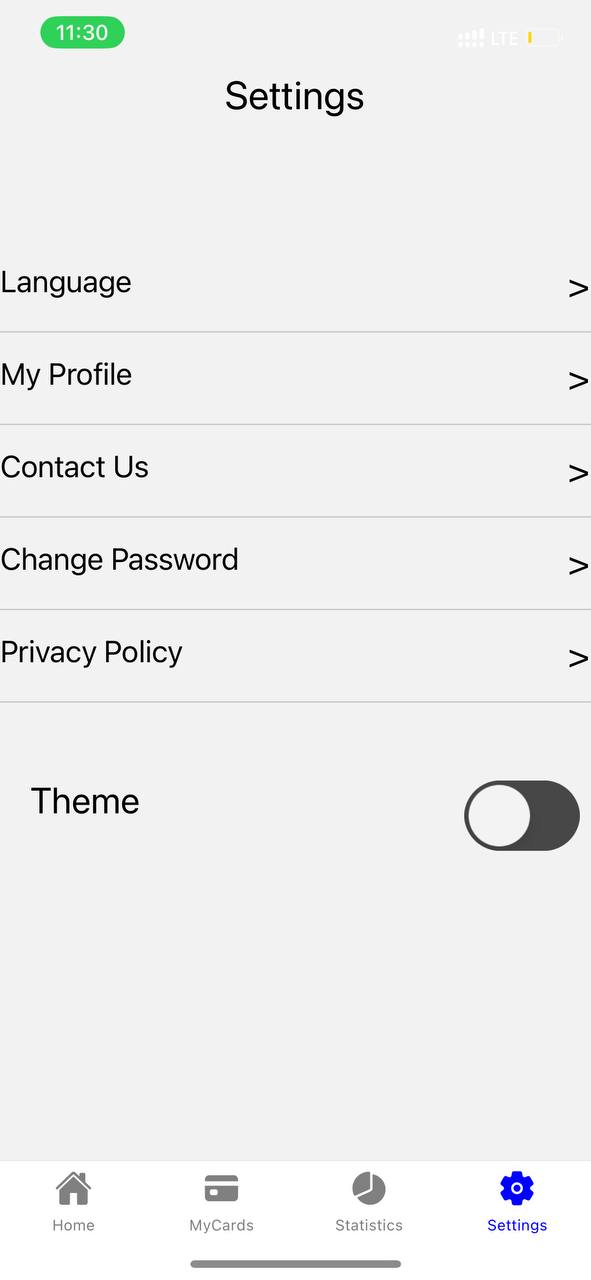 11:30 LTE
Settings
Language >
My Profile >
Contact Us >
Change Password >
Privacy Policy >
Theme
Home MyCards Statistics Settings